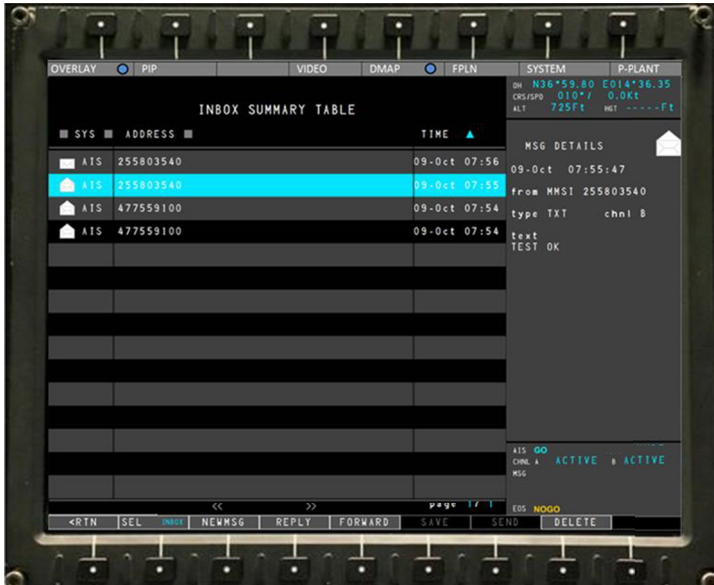 OVERLAY PIP VIDEO DMAP FPLN SYSTEM P-PLANT
DH N36°59.80 E014°36.35
CRS/SPD 010°/ 0.0Kt
ALT 725Ft HGT -----Ft
INBOX SUMMARY TABLE
SYS ADDRESS TIME ▲
AIS 255803540 09-Oct 07:56
AIS 255803540 09-Oct 07:55
AIS 477559100 09-Oct 07:54
AIS 477559100 09-Oct 07:54
MSG DETAILS
09-Oct 07:55:47
from MMSI 255803540
type TXT chnl B
text
TEST OK
AIS GO
CHNL A ACTIVE B ACTIVE
MSG
EOS NOGO
<< >> page 1/ 1
<RTN SEL INBOX NEWMSG REPLY FORWARD SAVE SEND DELETE